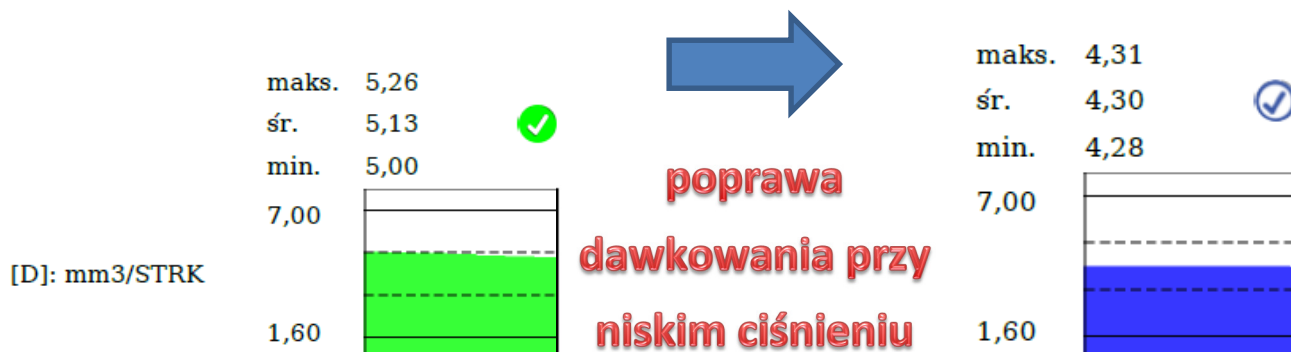 maks. 5,26
śr. 5,13
min. 5,00
7,00
[D]: mm3/STRK
1,60
poprawa
dawkowania przy
niskim ciśnieniu
maks. 4,31
śr. 4,30
min. 4,28
7,00
1,60